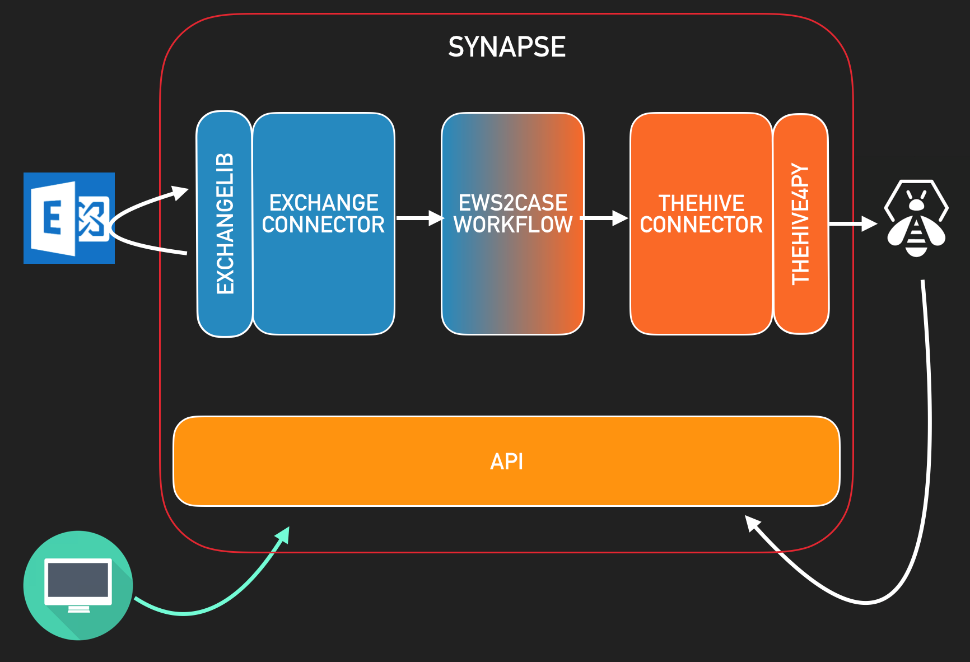 SYNAPSE
EXCHANGELIB
EXCHANGE
CONNECTOR
EWS2CASE
WORKFLOW
THEHIVE
CONNECTOR
THEHIVE4PY
E
API